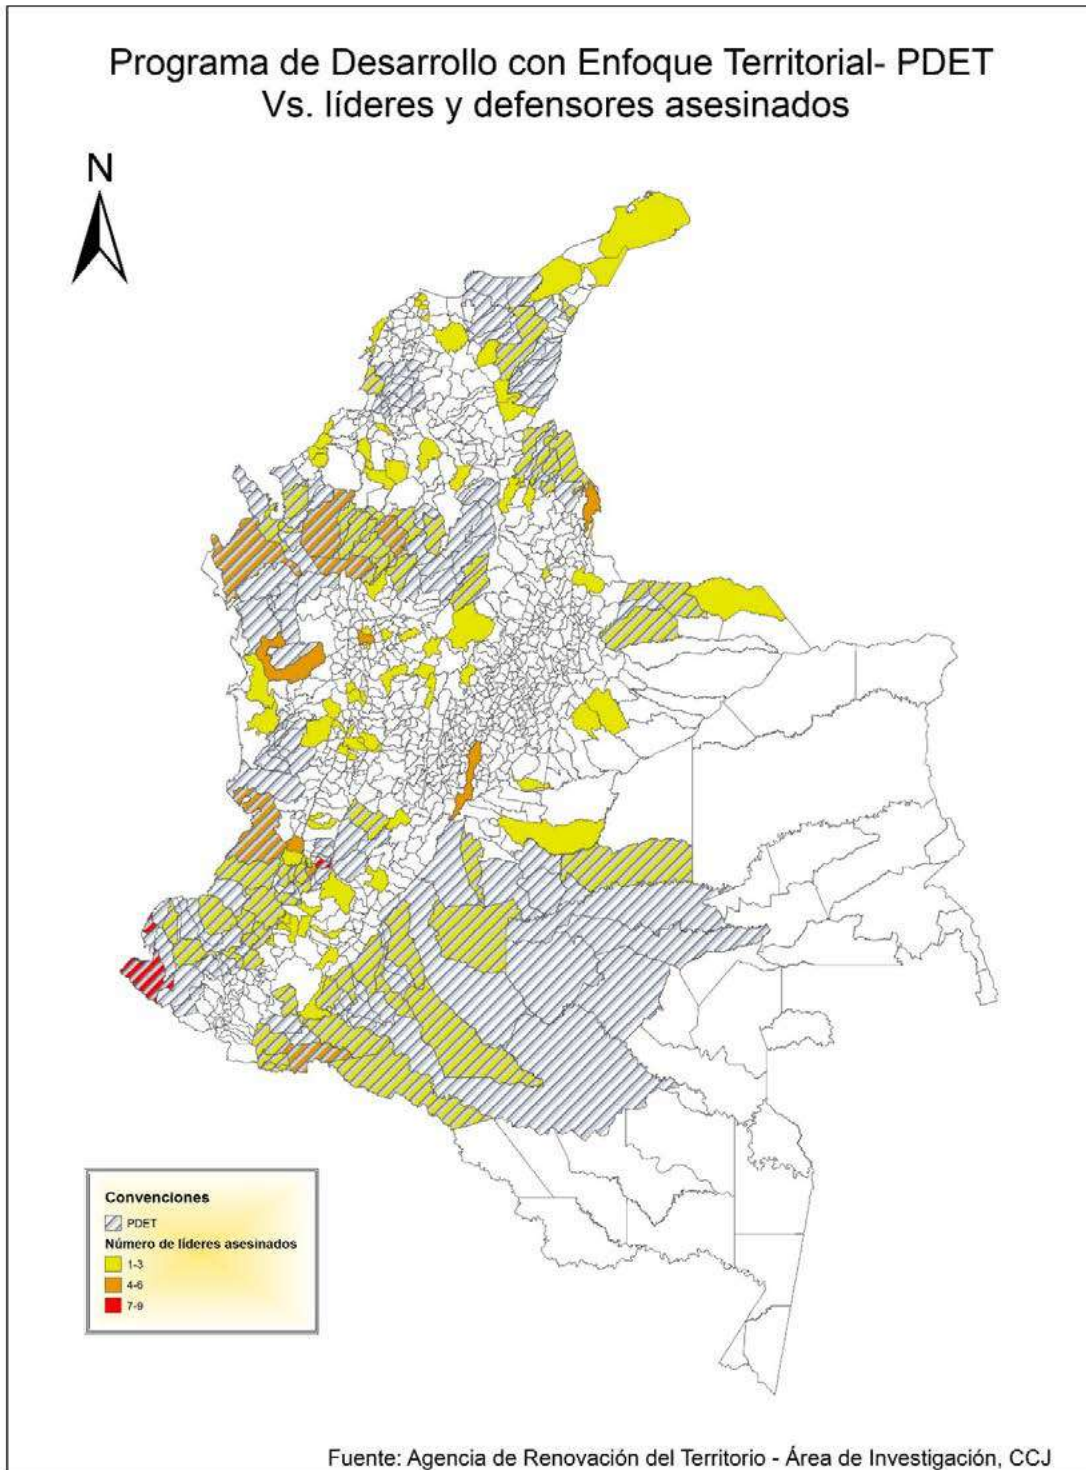 Programa de Desarrollo con Enfoque Territorial- PDET
Vs. líderes y defensores asesinados
N
Convenciones
PDET
Número de líderes asesinados
1-3
4-6
7-9
Fuente: Agencia de Renovación del Territorio - Área de Investigación, CCJ